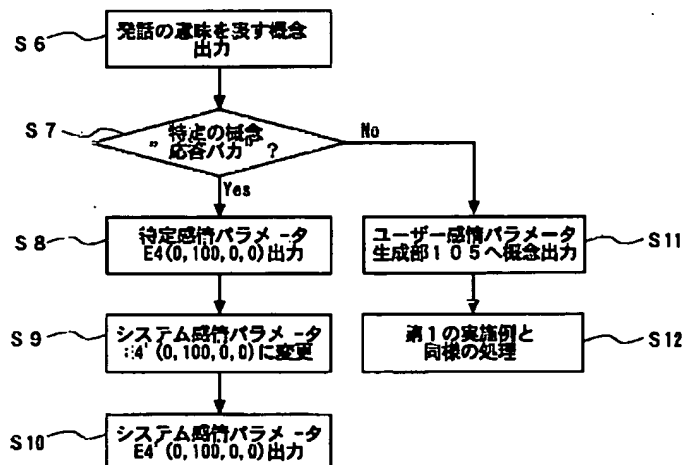 S6
発話の意味を表す概念
出力
S7
特定の概念
"応答バカ"?
No
Yes
S8
特定感情パラメータ
E4(0,100,0,0)出力
S9
システム感情パラメータ
E4'(0,100,0,0)に変更
S10
システム感情パラメータ
E4'(0,100,0,0)出力
ユーザー感情パラメータ
生成部105へ概念出力
S11
第1の実施例と
同様の処理
S12